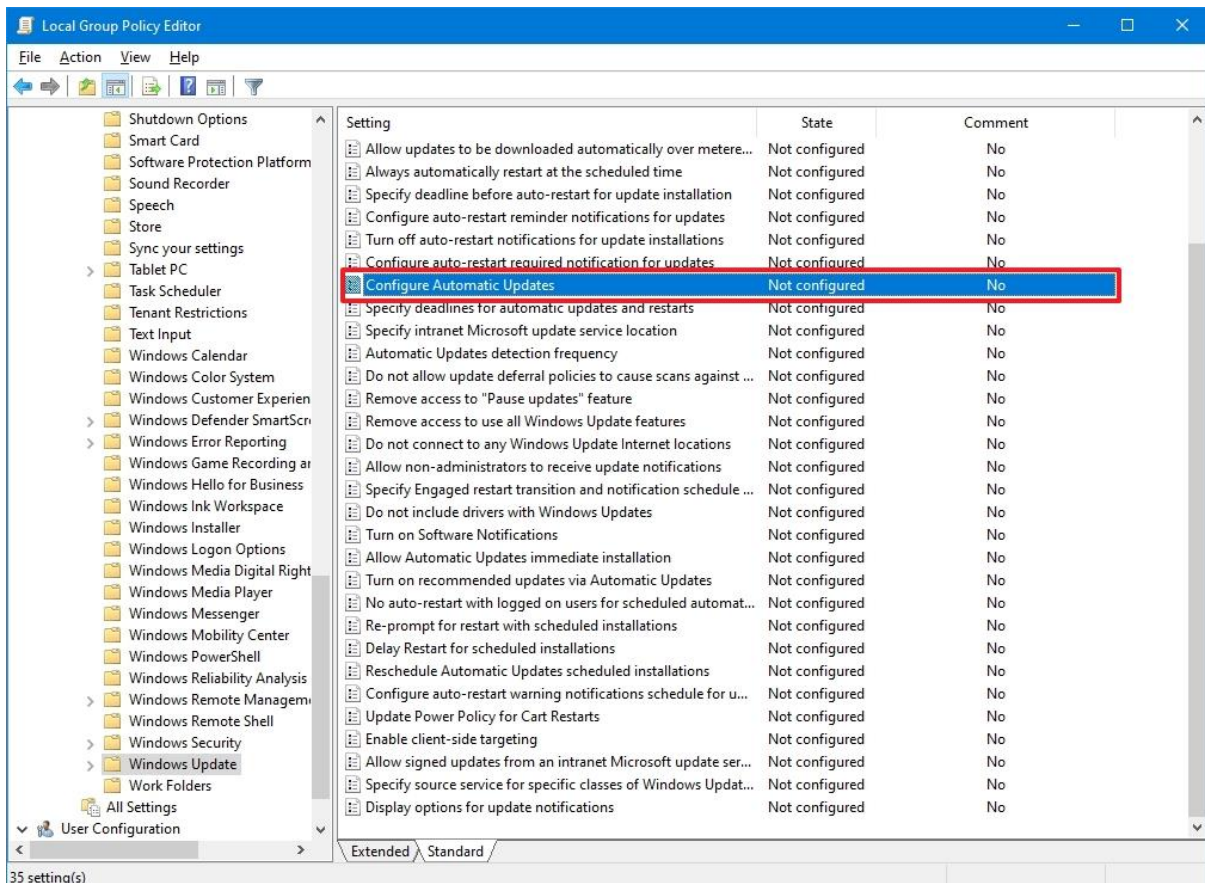 Local Group Policy Editor
File Action View Help
Shutdown Options
Smart Card
Software Protection Platform
Sound Recorder
Speech
Store
Sync your settings
Tablet PC
Task Scheduler
Tenant Restrictions
Text Input
Windows Calendar
Windows Color System
Windows Customer Experien
Windows Defender SmartScr
Windows Error Reporting
Windows Game Recording ar
Windows Hello for Business
Windows Ink Workspace
Windows Installer
Windows Logon Options
Windows Media Digital Right
Windows Media Player
Windows Messenger
Windows Mobility Center
Windows PowerShell
Windows Reliability Analysis
Windows Remote Managem
Windows Remote Shell
Windows Security
Windows Update
Work Folders
All Settings
User Configuration
Setting State Comment
Allow updates to be downloaded automatically over metere... Not configured No
Always automatically restart at the scheduled time Not configured No
Specify deadline before auto-restart for update installation Not configured No
Configure auto-restart reminder notifications for updates Not configured No
Turn off auto-restart notifications for update installations Not configured No
Configure auto-restart required notification for updates Not configured No
Configure Automatic Updates Not configured No
Specify deadlines for automatic updates and restarts Not configured No
Specify intranet Microsoft update service location Not configured No
Automatic Updates detection frequency Not configured No
Do not allow update deferral policies to cause scans against ... Not configured No
Remove access to "Pause updates" feature Not configured No
Remove access to use all Windows Update features Not configured No
Do not connect to any Windows Update Internet locations Not configured No
Allow non-administrators to receive update notifications Not configured No
Specify Engaged restart transition and notification schedule ... Not configured No
Do not include drivers with Windows Updates Not configured No
Turn on Software Notifications Not configured No
Allow Automatic Updates immediate installation Not configured No
Turn on recommended updates via Automatic Updates Not configured No
No auto-restart with logged on users for scheduled automat... Not configured No
Re-prompt for restart with scheduled installations Not configured No
Delay Restart for scheduled installations Not configured No
Reschedule Automatic Updates scheduled installations Not configured No
Configure auto-restart warning notifications schedule for u... Not configured No
Update Power Policy for Cart Restarts Not configured No
Enable client-side targeting Not configured No
Allow signed updates from an intranet Microsoft update ser... Not configured No
Specify source service for specific classes of Windows Updat... Not configured No
Display options for update notifications Not configured No
Extended Standard
35 setting(s)